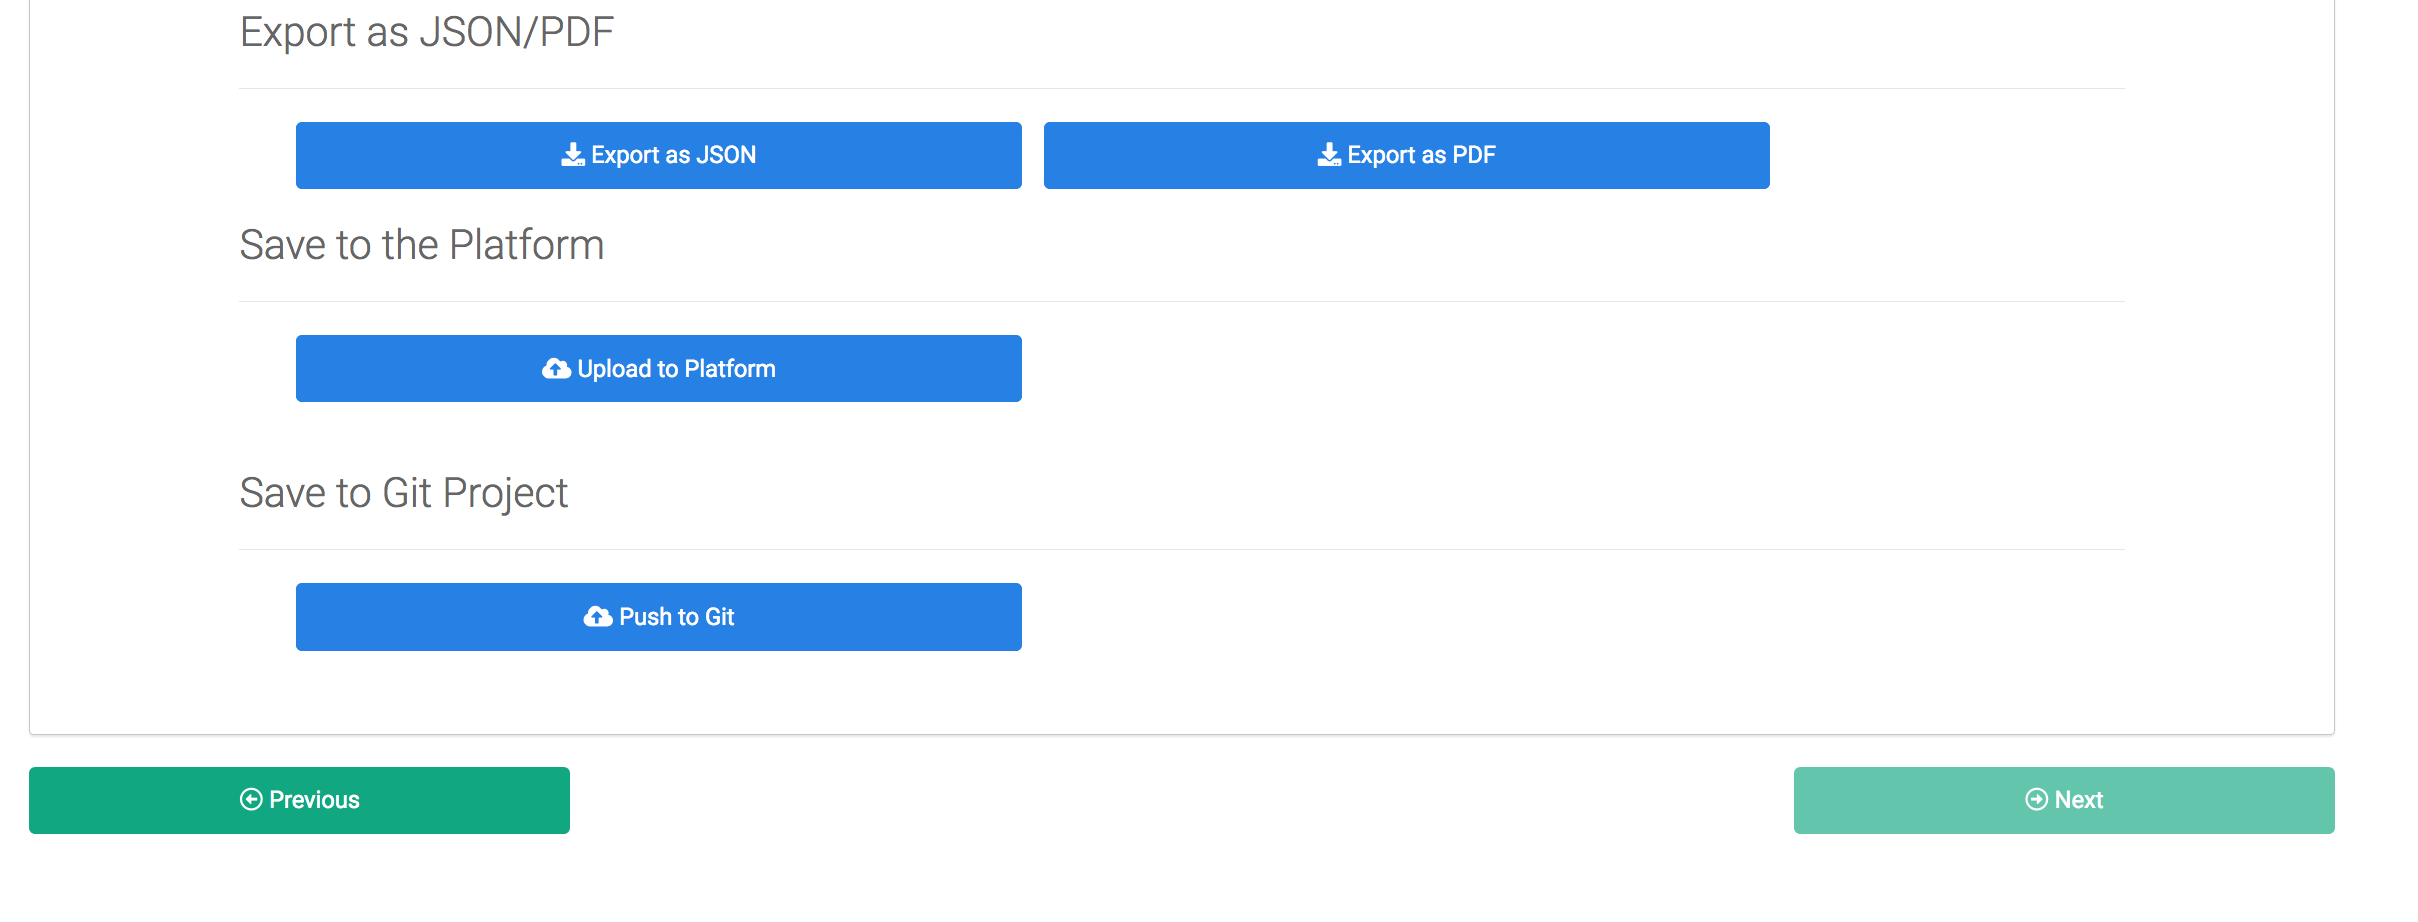 Export as JSON/PDF
Export as JSON
Export as PDF
Save to the Platform
Upload to Platform
Save to Git Project
Push to Git
Previous
Next